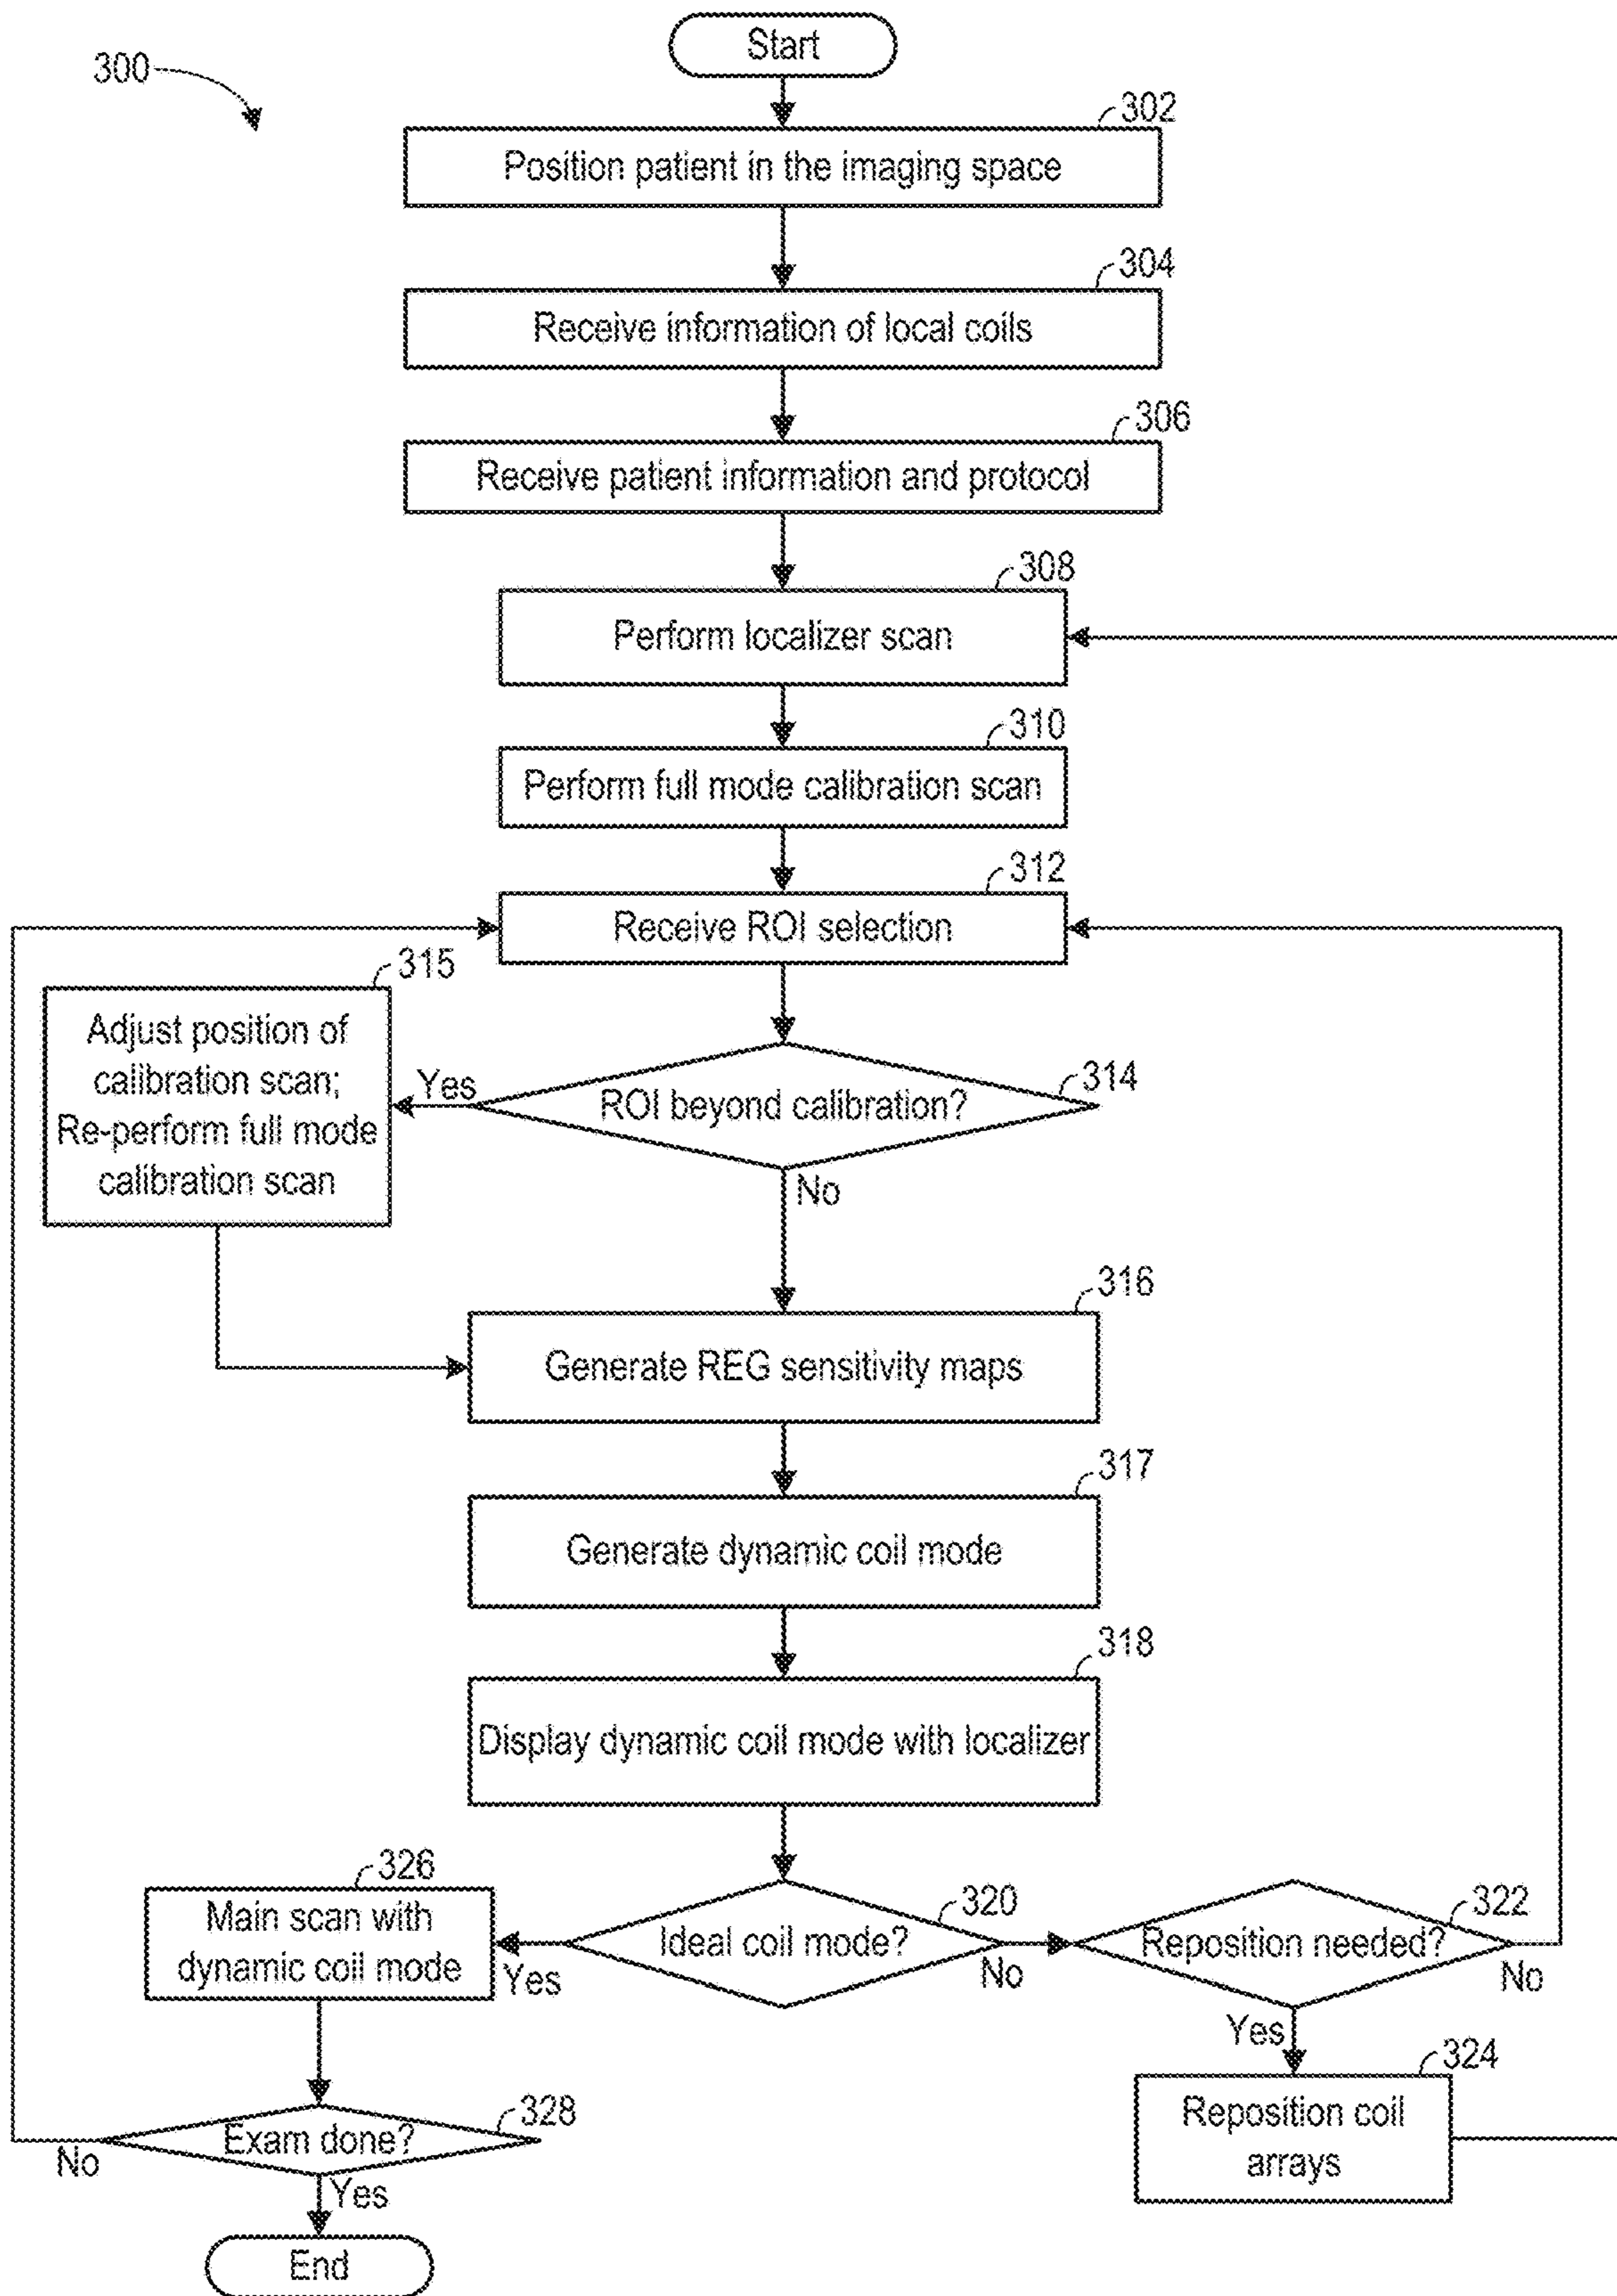 Start
300
302
Position patient in the imaging space
304
Receive information of local coils
306
Receive patient information and protocol
308
Perform localizer scan
310
Perform full mode calibration scan
312
Receive ROI selection
315
Adjust position of
calibration scan;
Re-perform full mode
calibration scan
Yes
ROI beyond calibration?
314
No
316
Generate REG sensitivity maps
317
Generate dynamic coil mode
318
Display dynamic coil mode with localizer
326
Main scan with
dynamic coil mode
Yes
Ideal coil mode?
320
No
Reposition needed?
322
No
Yes
324
Reposition coil
arrays
Exam done?
328
No
Yes
End